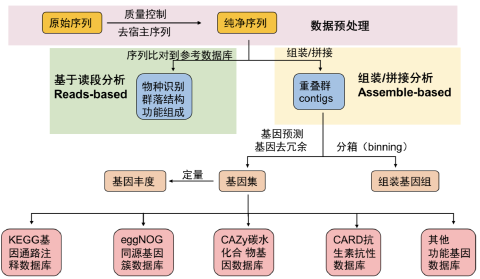 质量控制
原始序列
纯净序列
数据预处理
去宿主序列
序列比对到参考数据库
组装/拼接
基于读段分析
Reads-based
物种识别
群落结构
功能组成
重叠群
contigs
组装/拼接分析
Assemble-based
基因预测
基因去冗余
分箱（binning）
基因丰度
定量
基因集
组装基因组
KEGG基
因通路注
释数据库
eggNOG
同源基因
簇数据库
CAZy碳水
化合 物基
因数据库
CARD抗
生素抗性
数据库
其他
功能基因
数据库